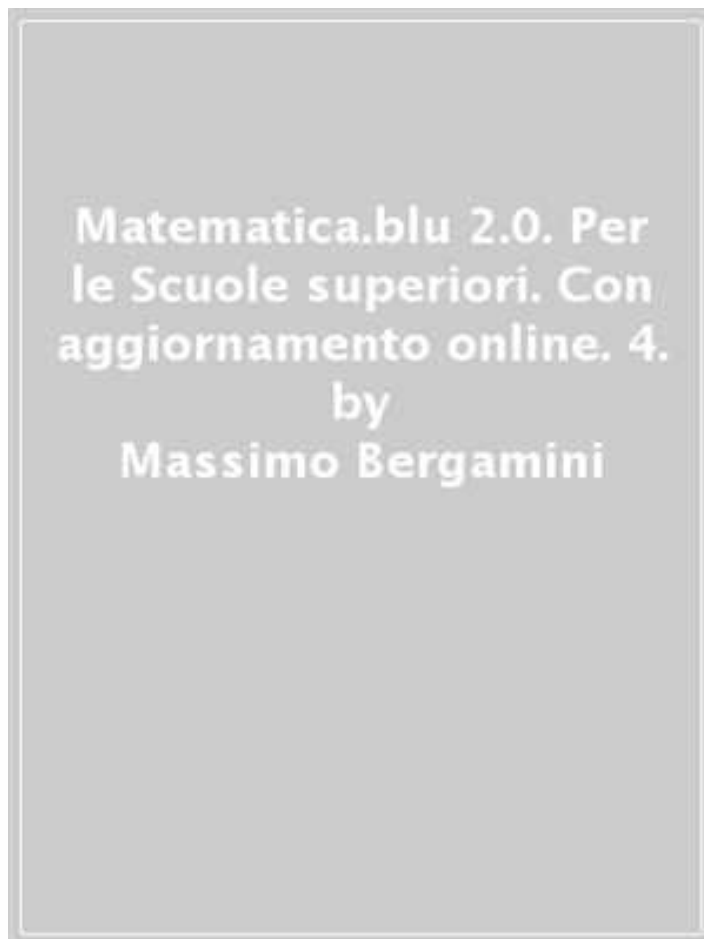 Matematica.blu 2.0. Per
le Scuole superiori. Con
aggiornamento online. 4.
by
Massimo Bergamini